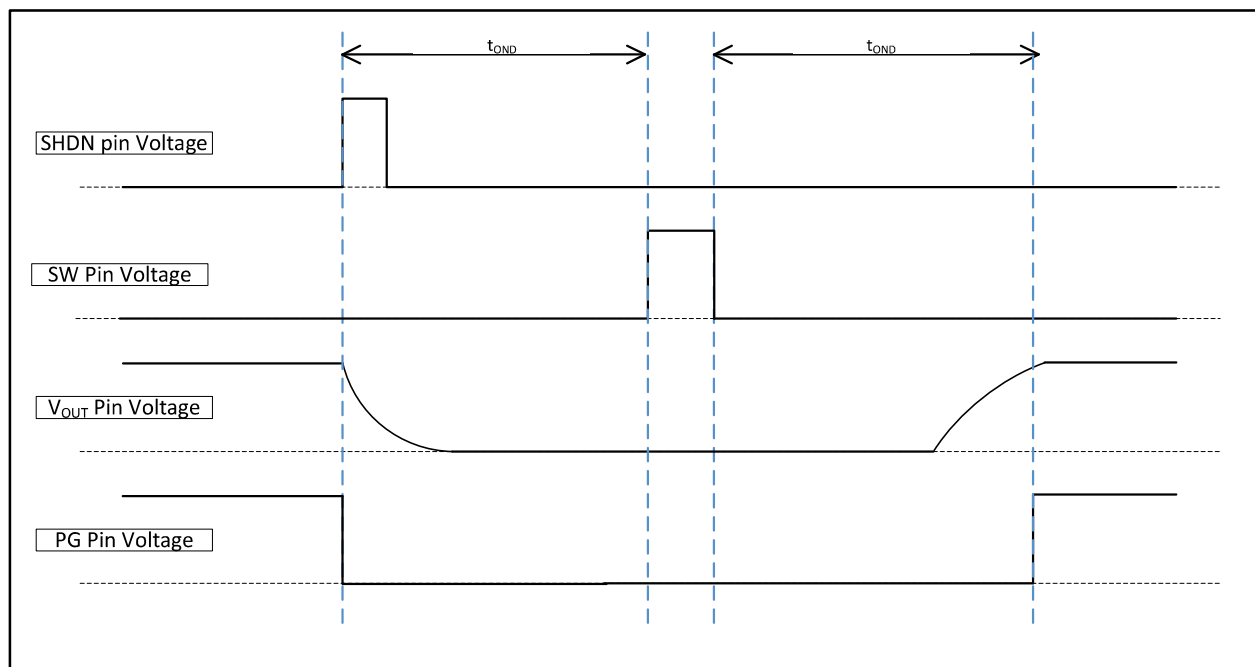 tOND tOND
SHDN pin Voltage
SW Pin Voltage
VOUT Pin Voltage
PG Pin Voltage